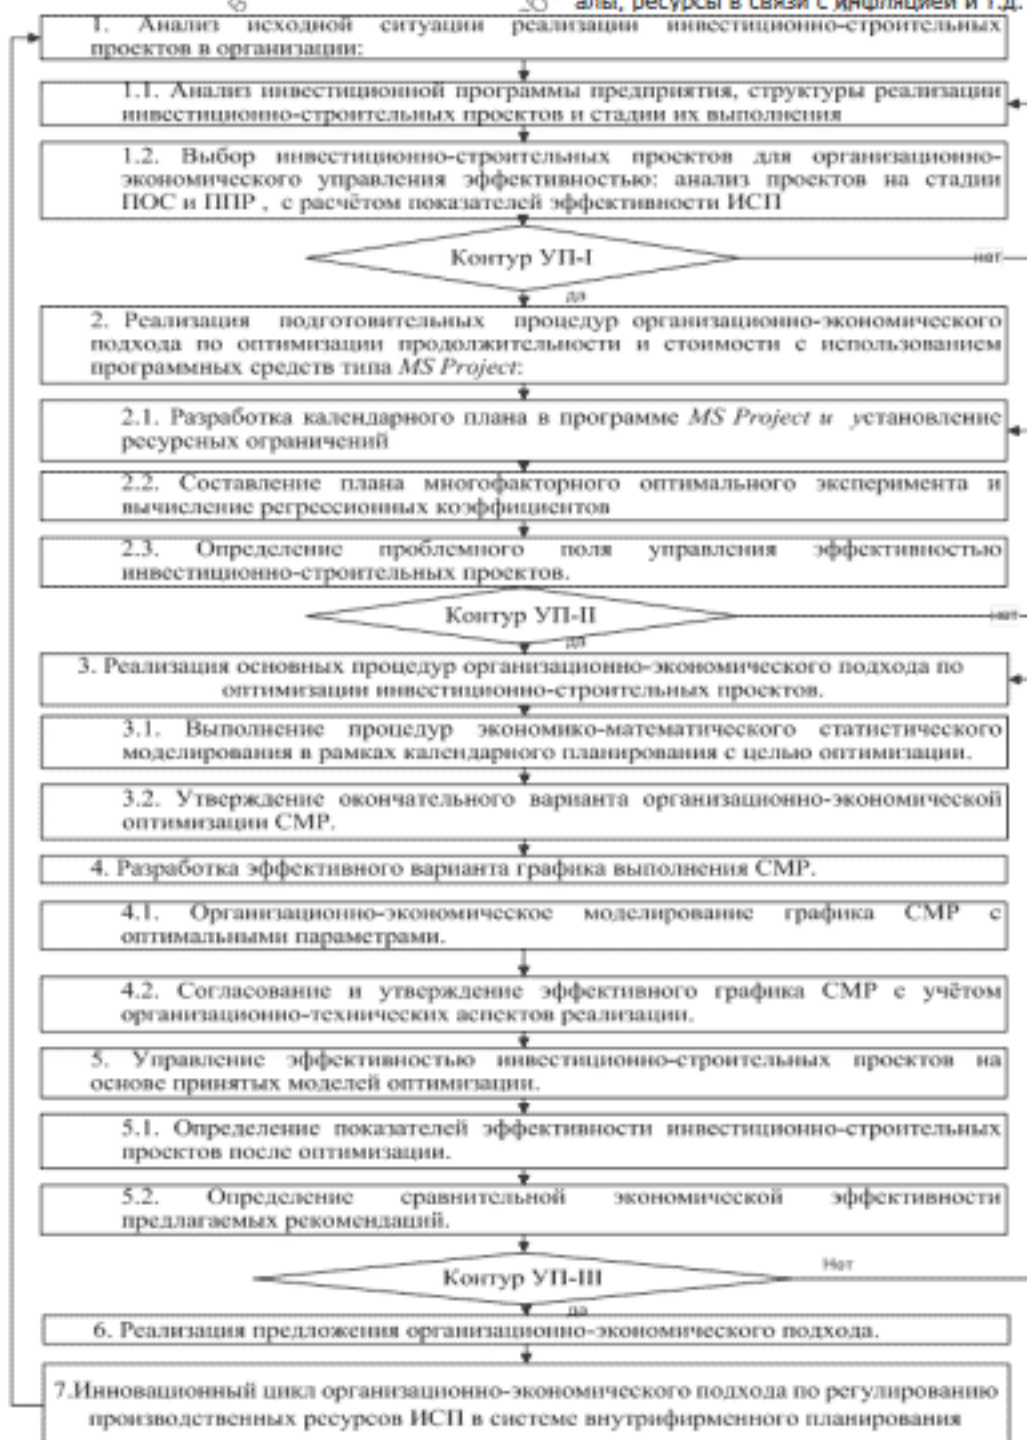 алы, ресурсы в связи с инфляцией и т.д.
1. Анализ исходной ситуации реализации инвестиционно-строительных
проектов в организации:
1.1. Анализ инвестиционной программы предприятия, структуры реализации
инвестиционно-строительных проектов и стадии их выполнения
1.2. Выбор инвестиционно-строительных проектов для организационно-
экономического управления эффективностью: анализ проектов на стадии
ПОС и ППР , с расчётом показателей эффективности ИСП
Контур УП-I
нет
да
2. Реализация подготовительных процедур организационно-экономического
подхода по оптимизации продолжительности и стоимости с использованием
программных средств типа MS Project:
2.1. Разработка календарного плана в программе MS Project и установление
ресурсных ограничений
2.2. Составление плана многофакторного оптимального эксперимента и
вычисление регрессионных коэффициентов
2.3. Определение проблемного поля управления эффективностью
инвестиционно-строительных проектов.
Контур УП-II
нет
да
3. Реализация основных процедур организационно-экономического подхода по
оптимизации инвестиционно-строительных проектов.
3.1. Выполнение процедур экономико-математического статистического
моделирования в рамках календарного планирования с целью оптимизации.
3.2. Утверждение окончательного варианта организационно-экономической
оптимизации СМР.
4. Разработка эффективного варианта графика выполнения СМР.
4.1. Организационно-экономическое моделирование графика СМР с
оптимальными параметрами.
4.2. Согласование и утверждение эффективного графика СМР с учётом
организационно-технических аспектов реализации.
5. Управление эффективностью инвестиционно-строительных проектов на
основе принятых моделей оптимизации.
5.1. Определение показателей эффективности инвестиционно-строительных
проектов после оптимизации.
5.2. Определение сравнительной экономической эффективности
предлагаемых рекомендаций.
Контур УП-III
Нет
да
6. Реализация предложения организационно-экономического подхода.
7.Инновационный цикл организационно-экономического подхода по регулированию
производственных ресурсов ИСП в системе внутрифирменного планирования